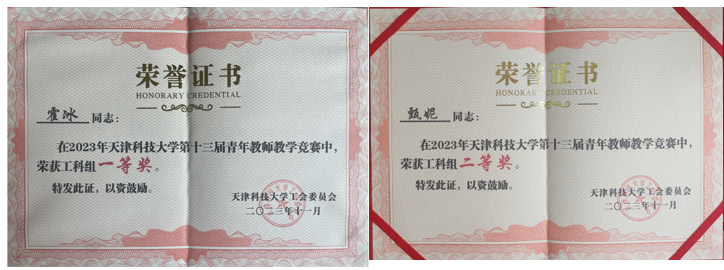 荣誉证书
HONORARY CREDENTIAL
霍冰 同志：
在2023年天津科技大学第十三届青年教师教学竞赛中，
荣获工科组一等奖。
特发此证，以资鼓励。
天津科技大学工会委员会
二〇二三年十一月
荣誉证书
HONORARY CREDENTIAL
甄妮 同志：
在2023年天津科技大学第十三届青年教师教学竞赛中，
荣获工科组二等奖。
特发此证，以资鼓励。
天津科技大学工会委员会
二〇二三年十一月